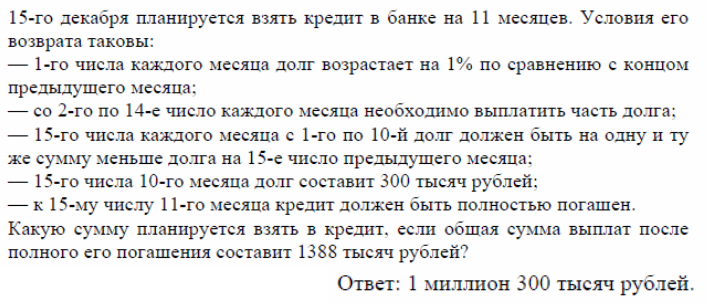 15-го декабря планируется взять кредит в банке на 11 месяцев. Условия его
возврата таковы:
— 1-го числа каждого месяца долг возрастает на 1% по сравнению с концом
предыдущего месяца;
— со 2-го по 14-е число каждого месяца необходимо выплатить часть долга;
— 15-го числа каждого месяца с 1-го по 10-й долг должен быть на одну и ту
же сумму меньше долга на 15-е число предыдущего месяца;
— 15-го числа 10-го месяца долг составит 300 тысяч рублей;
— к 15-му числу 11-го месяца кредит должен быть полностью погашен.
Какую сумму планируется взять в кредит, если общая сумма выплат после
полного его погашения составит 1388 тысяч рублей?
Ответ: 1 миллион 300 тысяч рублей.